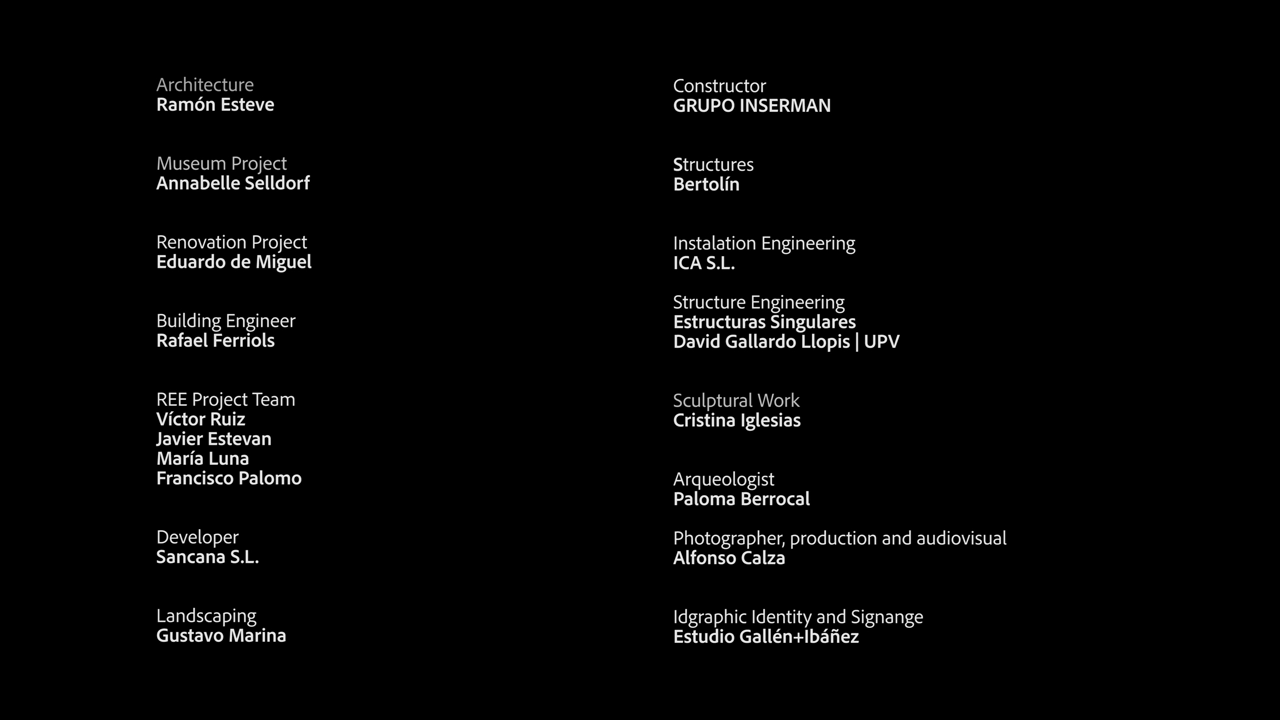 Architecture
Ramón Esteve
Museum Project
Annabelle Selldorf
Renovation Project
Eduardo de Miguel
Building Engineer
Rafael Ferriols
REE Project Team
Víctor Ruiz
Javier Estevan
María Luna
Francisco Palomo
Developer
Sancana S.L.
Landscaping
Gustavo Marina
Constructor
GRUPO INSERMAN
Structures
Bertolín
Instalation Engineering
ICA S.L.
Structure Engineering
Estructuras Singulares
David Gallardo Llopis | UPV
Sculptural Work
Cristina Iglesias
Arqueologist
Paloma Berrocal
Photographer, production and audiovisual
Alfonso Calza
Idgraphic Identity and Signange
Estudio Gallén+Ibáñez